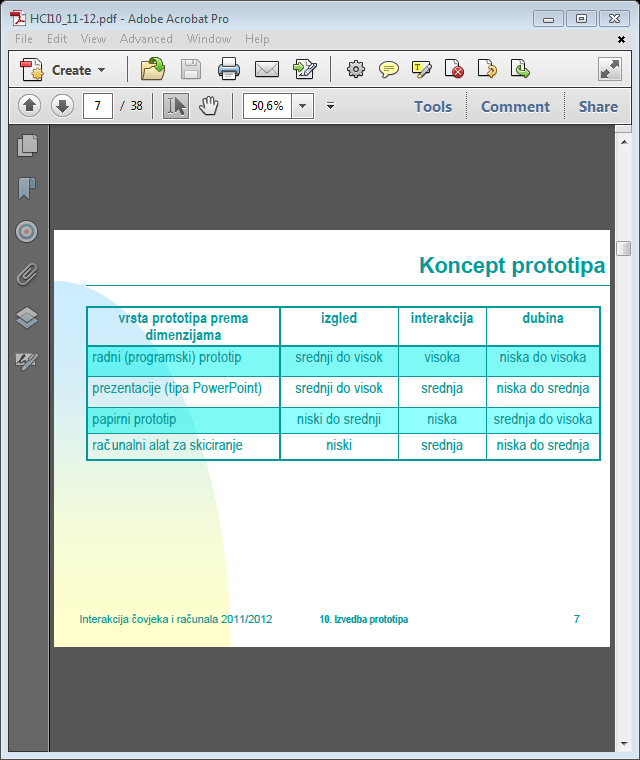 HCI10_11-12.pdf - Adobe Acrobat Pro
File Edit View Advanced Window Help
Create
7 / 38 50,6% Tools Comment Share
Koncept prototipa
vrsta prototipa prema dimenzijama izgled interakcija dubina
radni (programski) prototip srednji do visok visoka niska do visoka
prezentacije (tipa PowerPoint) srednji do visok srednja niska do srednja
papirni prototip niski do srednji niska srednja do visoka
računalni alat za skiciranje niski srednja niska do srednja
Interakcija čovjeka i računala 2011/2012 10. Izvedba prototipa 7